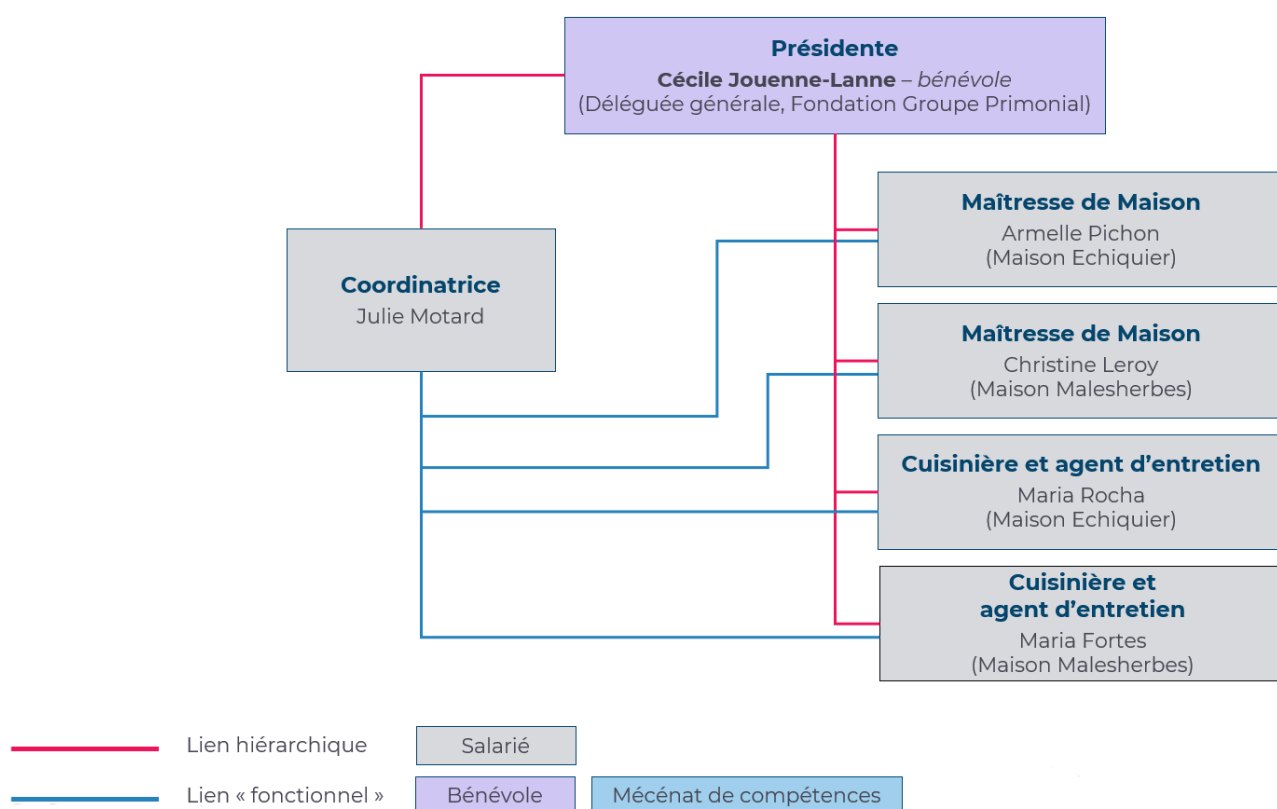 Présidente
Cécile Jouenne-Lanne – bénévole
(Déléguée générale, Fondation Groupe Primonial)
Maîtresse de Maison
Armelle Pichon
(Maison Echiquier)
Coordinatrice
Julie Motard
Maîtresse de Maison
Christine Leroy
(Maison Malesherbes)
Cuisinière et agent d’entretien
Maria Rocha
(Maison Echiquier)
Cuisinière et
agent d’entretien
Maria Fortes
(Maison Malesherbes)
Lien hiérarchique
Salarié
Lien « fonctionnel »
Bénévole
Mécénat de compétences